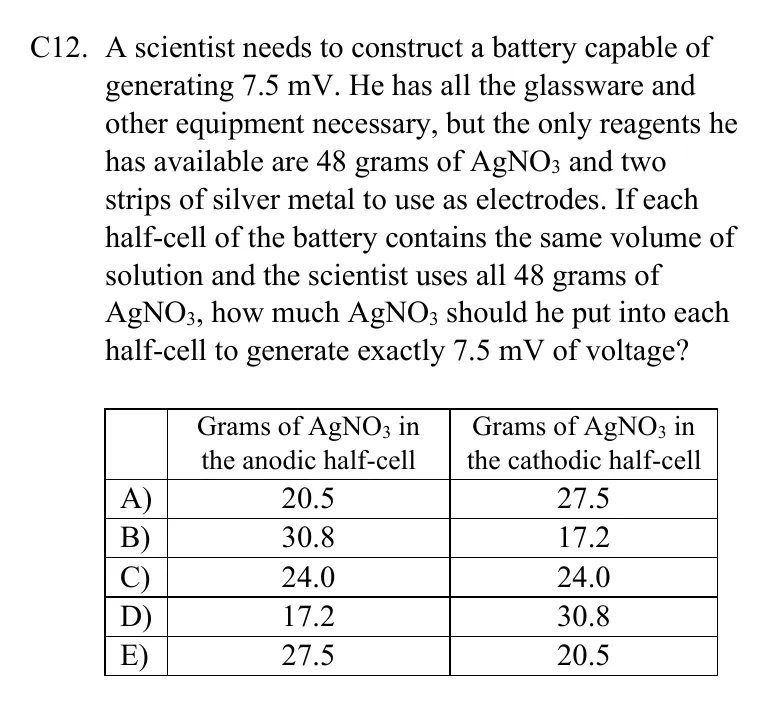 C12. A scientist needs to construct a battery capable of
generating 7.5 mV. He has all the glassware and
other equipment necessary, but the only reagents he
has available are 48 grams of AgNO₃ and two
strips of silver metal to use as electrodes. If each
half-cell of the battery contains the same volume of
solution and the scientist uses all 48 grams of
AgNO₃, how much AgNO₃ should he put into each
half-cell to generate exactly 7.5 mV of voltage?
Grams of AgNO₃ in Grams of AgNO₃ in
the anodic half-cell the cathodic half-cell
A) 20.5 27.5
B) 30.8 17.2
C) 24.0 24.0
D) 17.2 30.8
E) 27.5 20.5